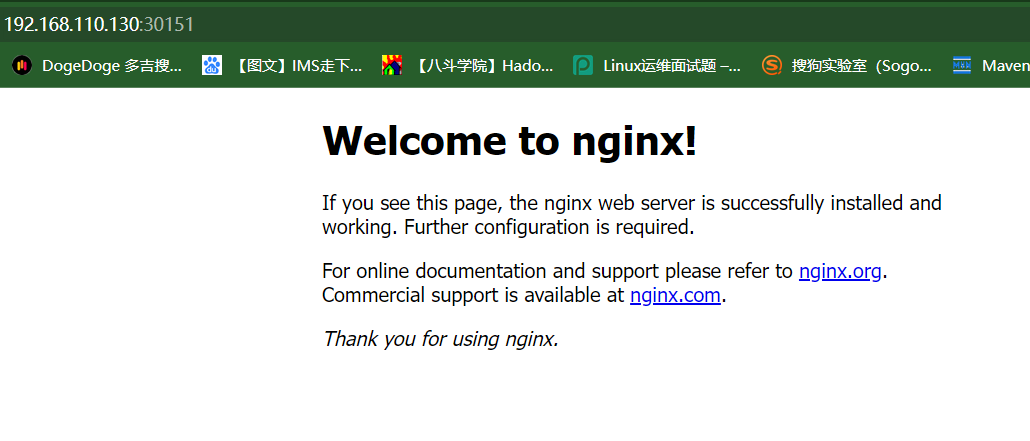 192.168.110.130:30151
DogeDoge 多吉搜... 【图文】IMS走下... 【八斗学院】Hado... Linux运维面试题 –... 搜狗实验室（Sogo... Maven
Welcome to nginx!
If you see this page, the nginx web server is successfully installed and
working. Further configuration is required.
For online documentation and support please refer to nginx.org.
Commercial support is available at nginx.com.
Thank you for using nginx.